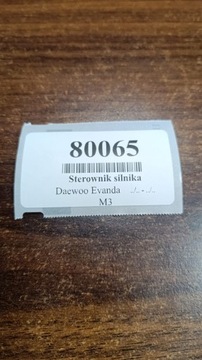 80065
Sterownik silnika
Daewoo Evanda
M3